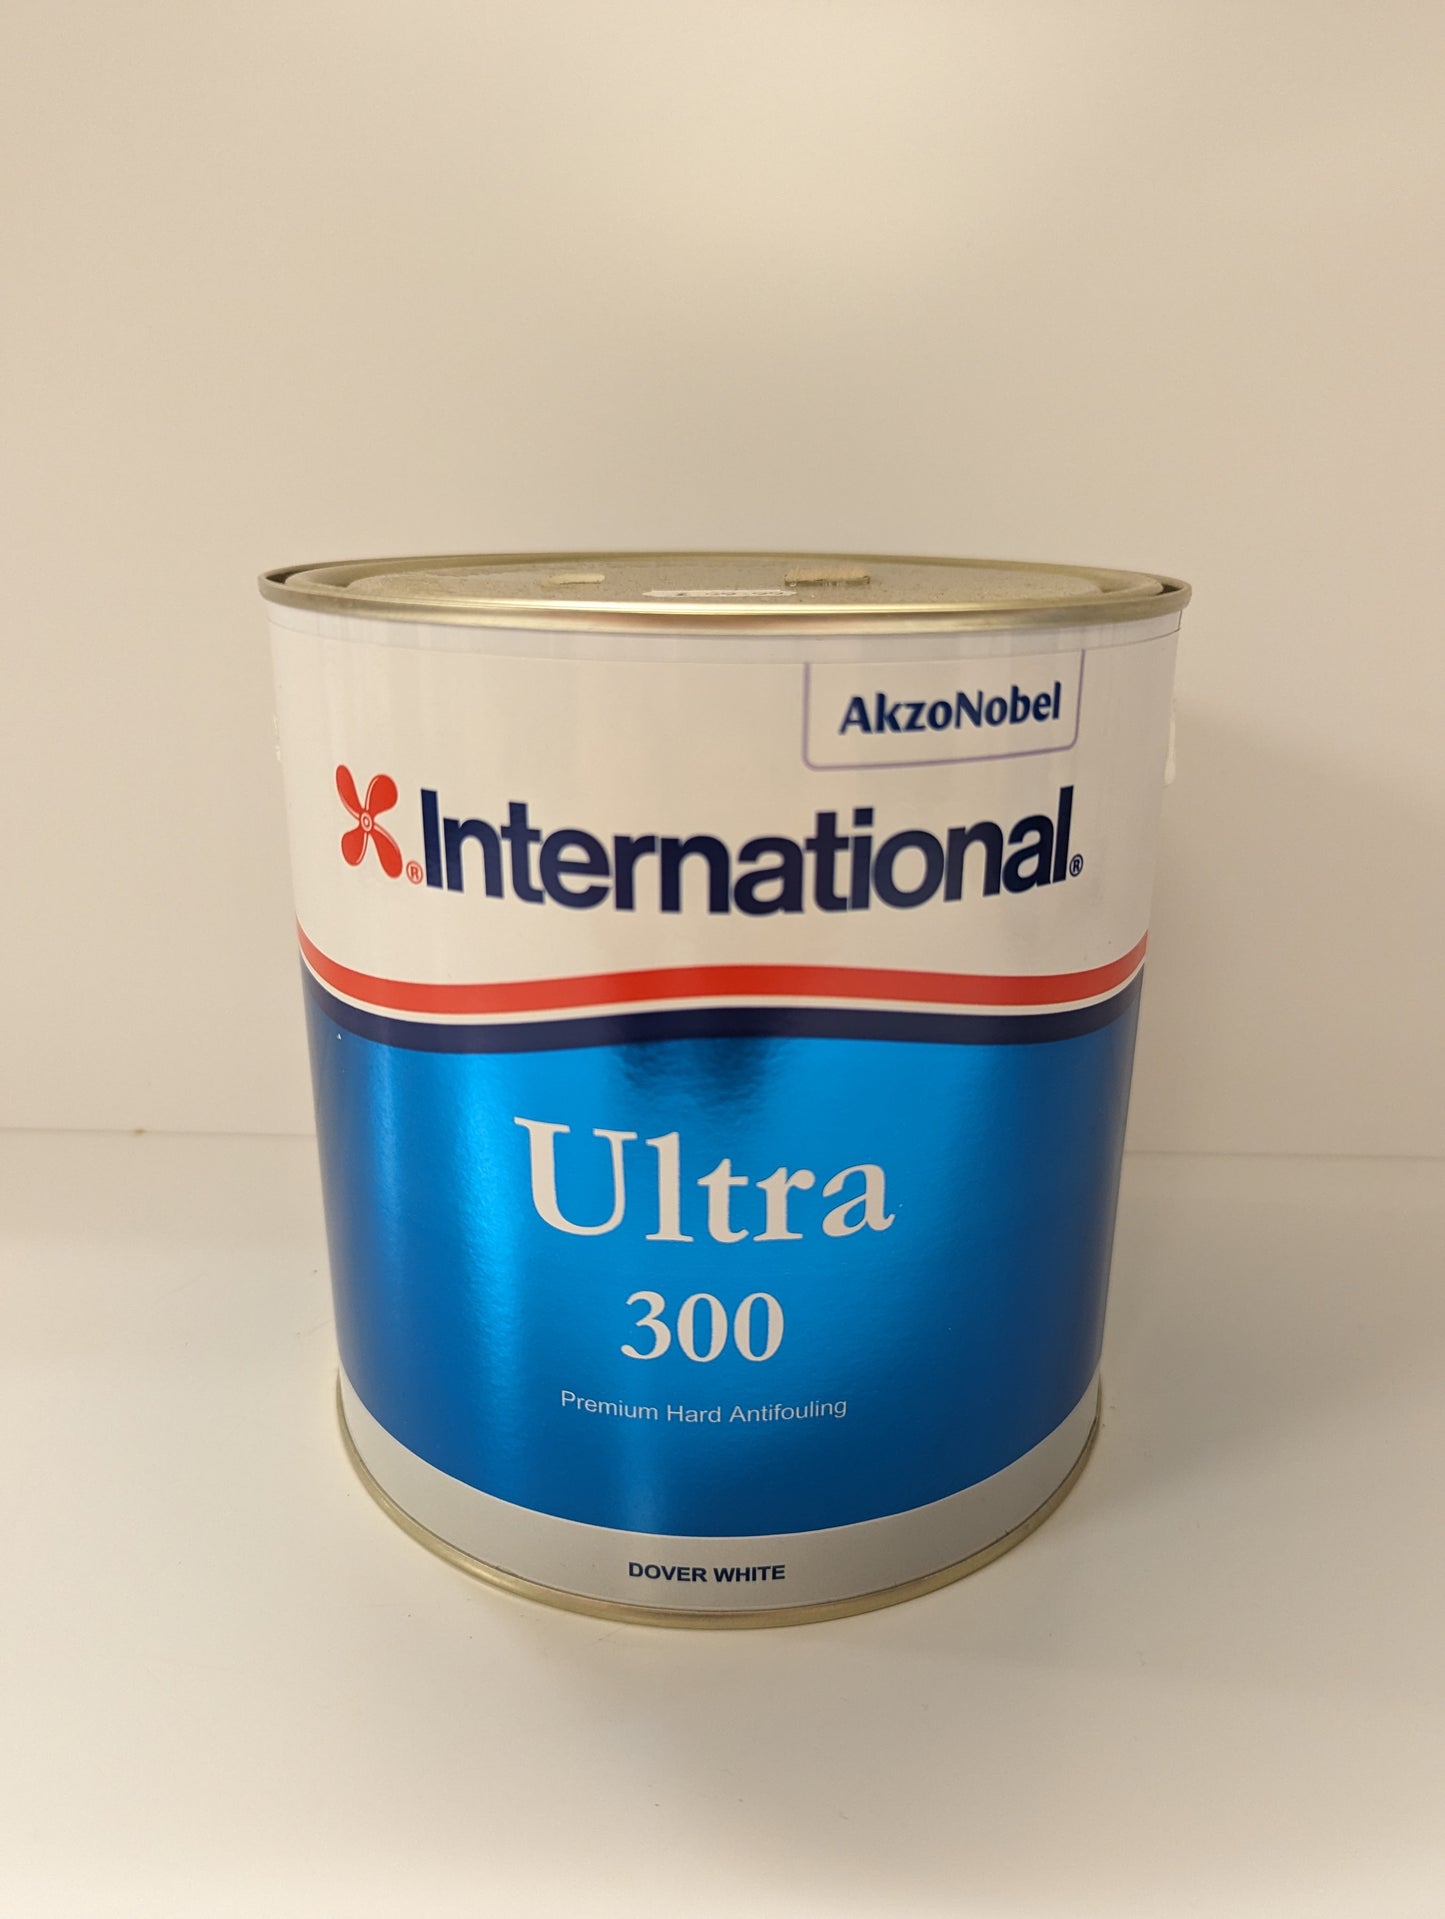 AkzoNobel
®International®
Ultra
300
Premium Hard Antifouling
DOVER WHITE